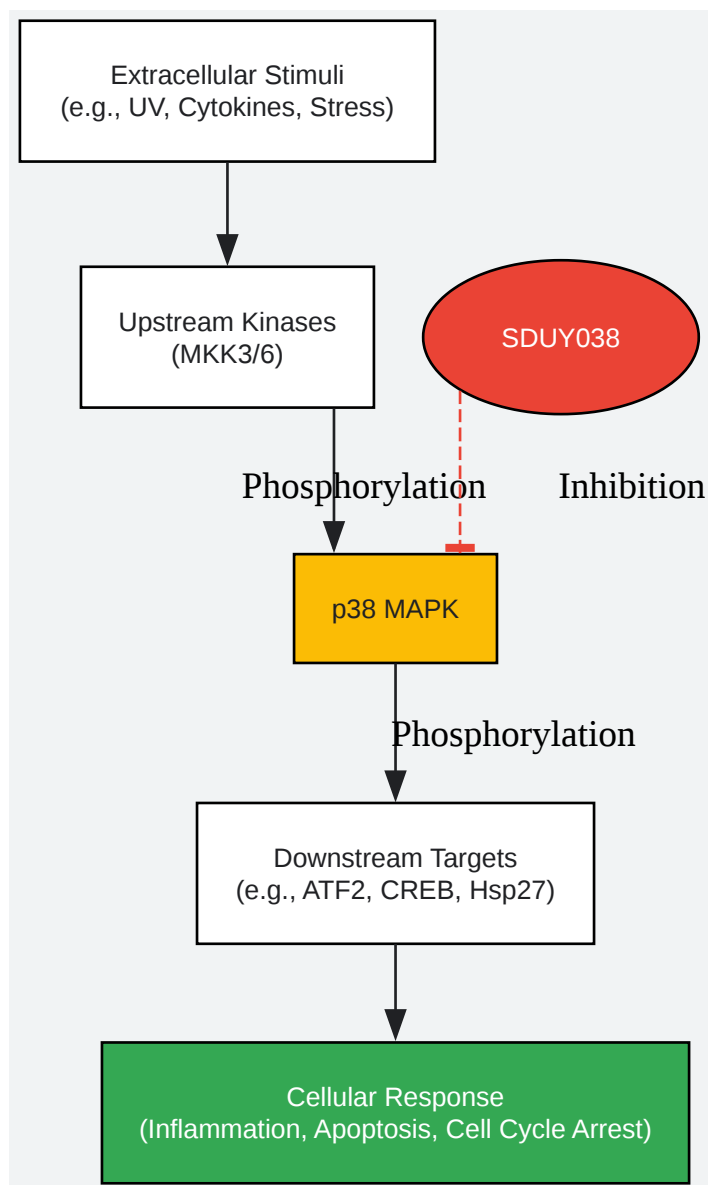 Extracellular Stimuli
(e.g., UV, Cytokines, Stress)
Upstream Kinases
(MKK3/6)
SDUY038
Phosphorylation
Inhibition
p38 MAPK
Phosphorylation
Downstream Targets
(e.g., ATF2, CREB, Hsp27)
Cellular Response
(Inflammation, Apoptosis, Cell Cycle Arrest)